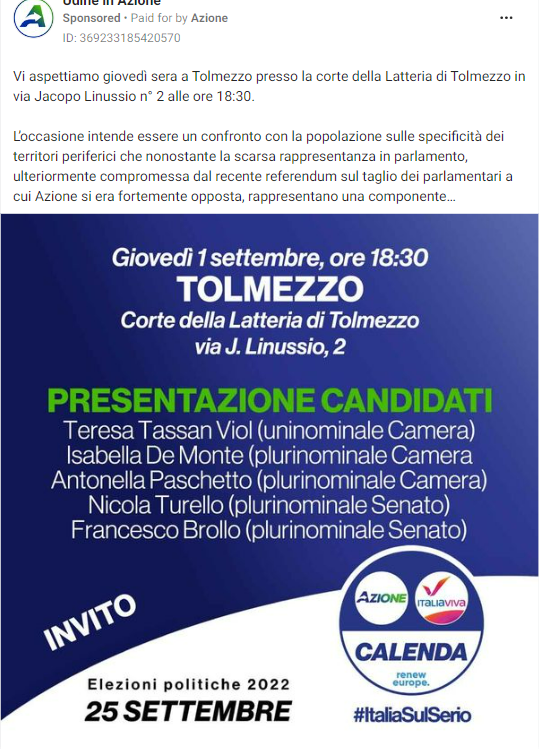 Udine in Azione
Sponsored • Paid for by Azione
ID: 369233185420570
Vi aspettiamo giovedì sera a Tolmezzo presso la corte della Latteria di Tolmezzo in
via Jacopo Linussio n° 2 alle ore 18:30.
L'occasione intende essere un confronto con la popolazione sulle specificità dei
territori periferici che nonostante la scarsa rappresentanza in parlamento,
ulteriormente compromessa dal recente referendum sul taglio dei parlamentari a
cui Azione si era fortemente opposta, rappresentano una componente...
Giovedì 1 settembre, ore 18:30
TOLMEZZO
Corte della Latteria di Tolmezzo
via J. Linussio, 2
PRESENTAZIONE CANDIDATI
Teresa Tassan Viol (uninominale Camera)
Isabella De Monte (plurinominale Camera
Antonella Paschetto (plurinominale Camera)
Nicola Turello (plurinominale Senato)
Francesco Brollo (plurinominale Senato)
INVITO
AZIONE
ITALIAVIVA
CALENDA
renew
europe.
Elezioni politiche 2022
25 SETTEMBRE
#ItaliaSulSerio